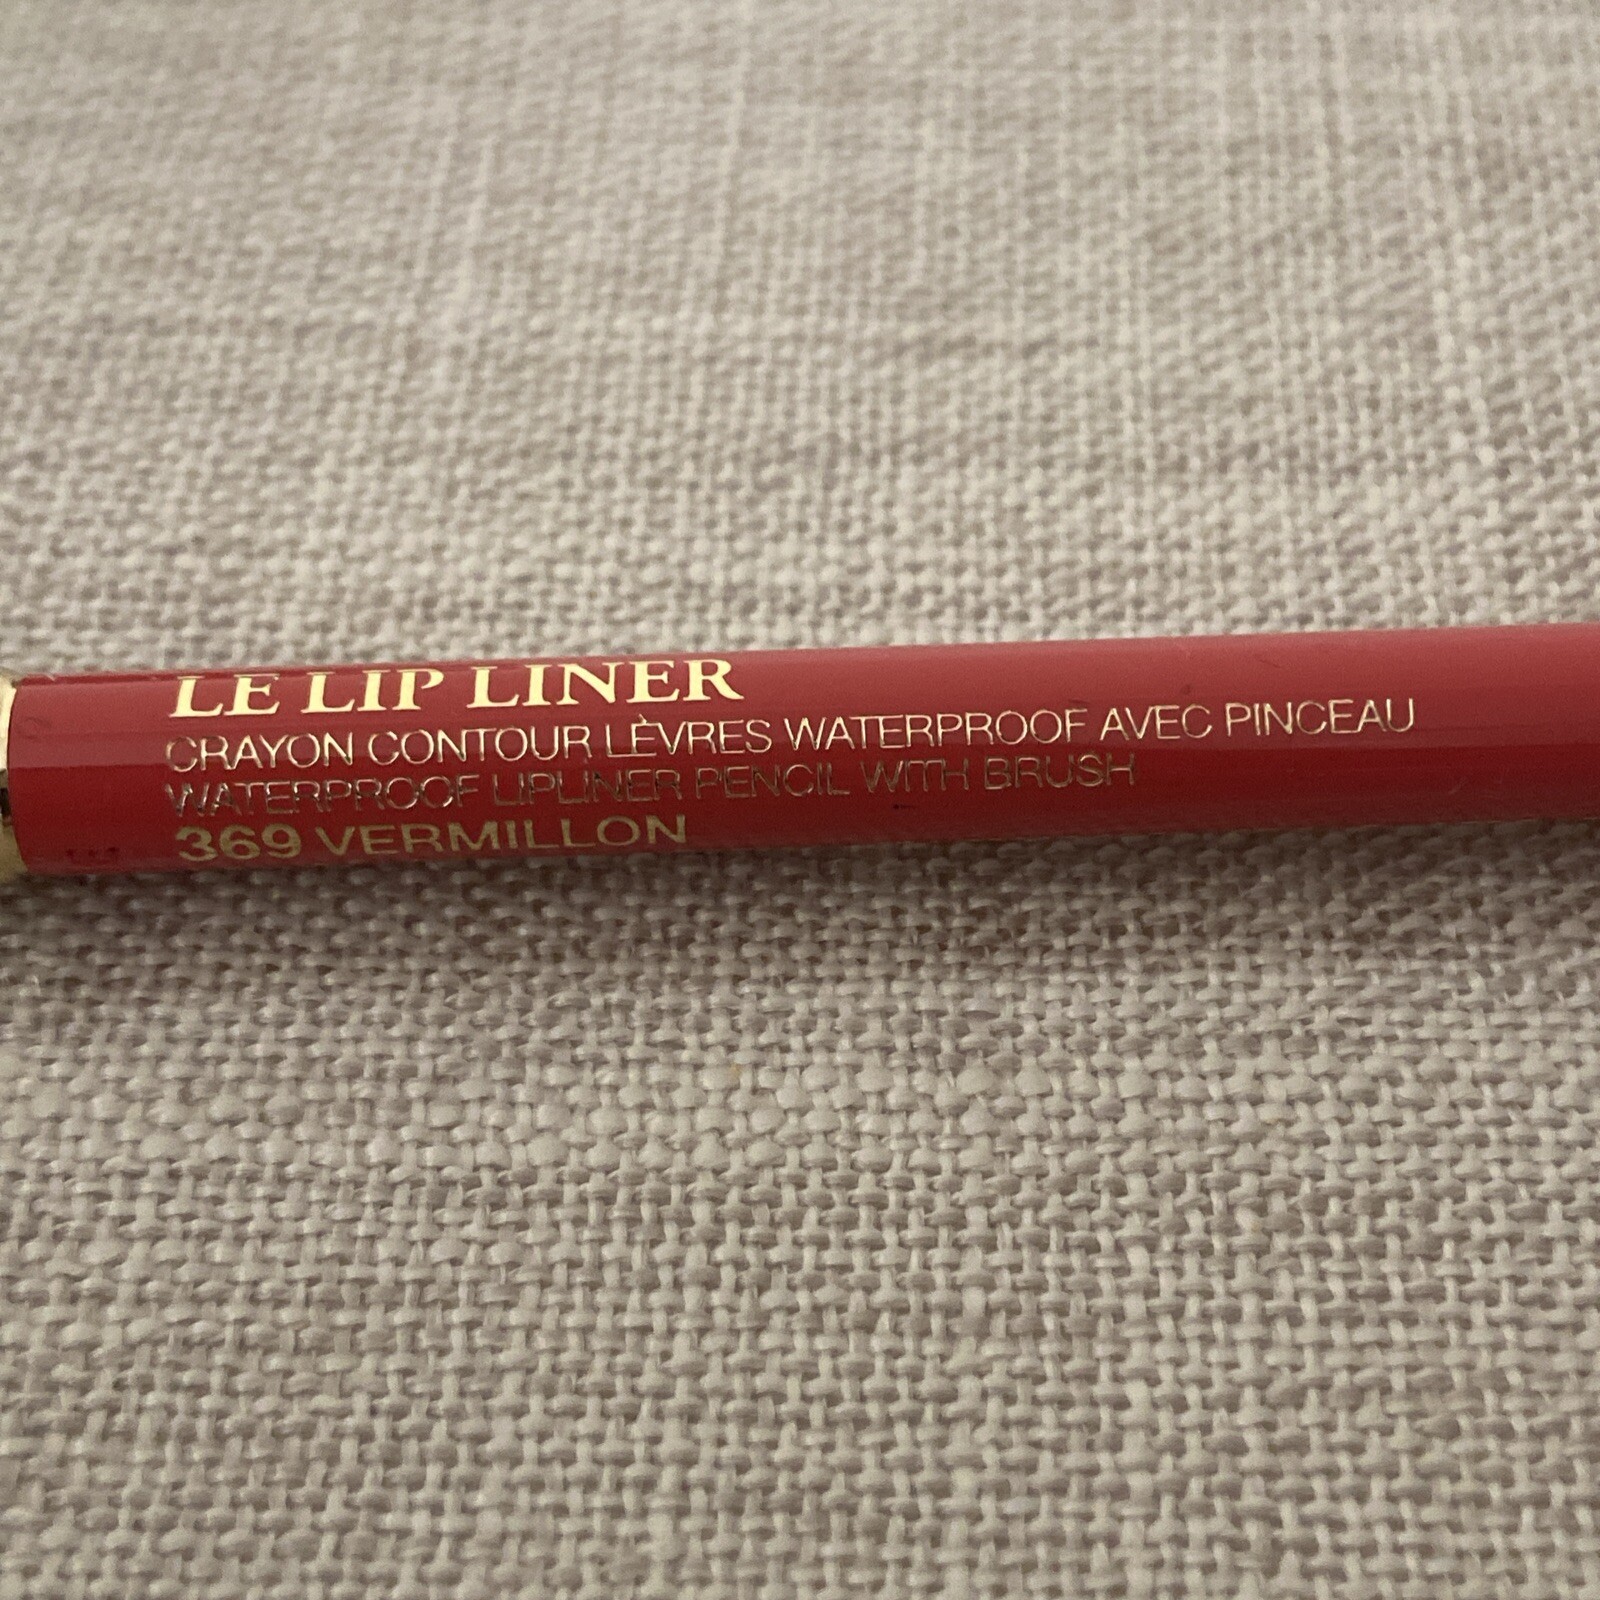 LE LIP LINER
CRAYON CONTOUR LÈVRES WATERPROOF AVEC PINCEAU
WATERPROOF LIPLINER PENCIL WITH BRUSH
369 VERMILLON